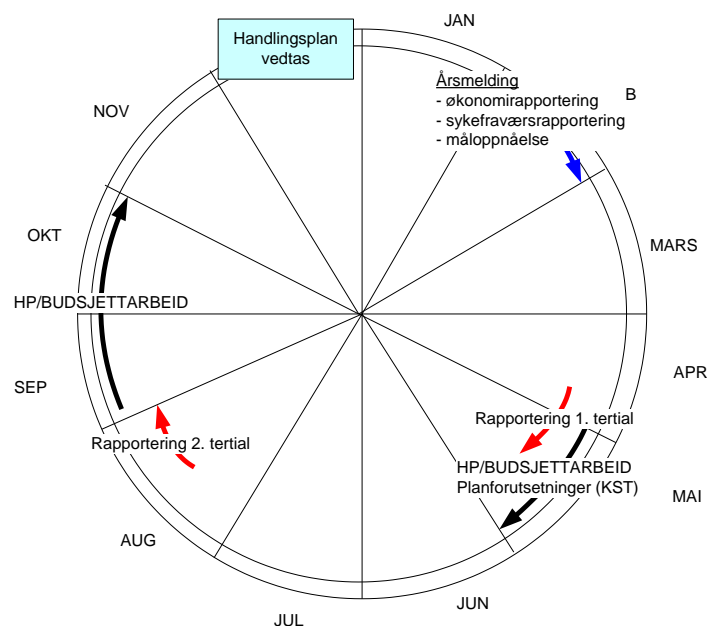 Handlingsplan
vedtas
JAN
Årsmelding
- økonomirapportering
- sykefraværsrapportering
- måloppnåelse
B
MARS
APR
Rapportering 1. tertial
HP/BUDSJETTARBEID
Planforutsetninger (KST)
MAI
JUN
JUL
AUG
Rapportering 2. tertial
SEP
HP/BUDSJETTARBEID
OKT
NOV